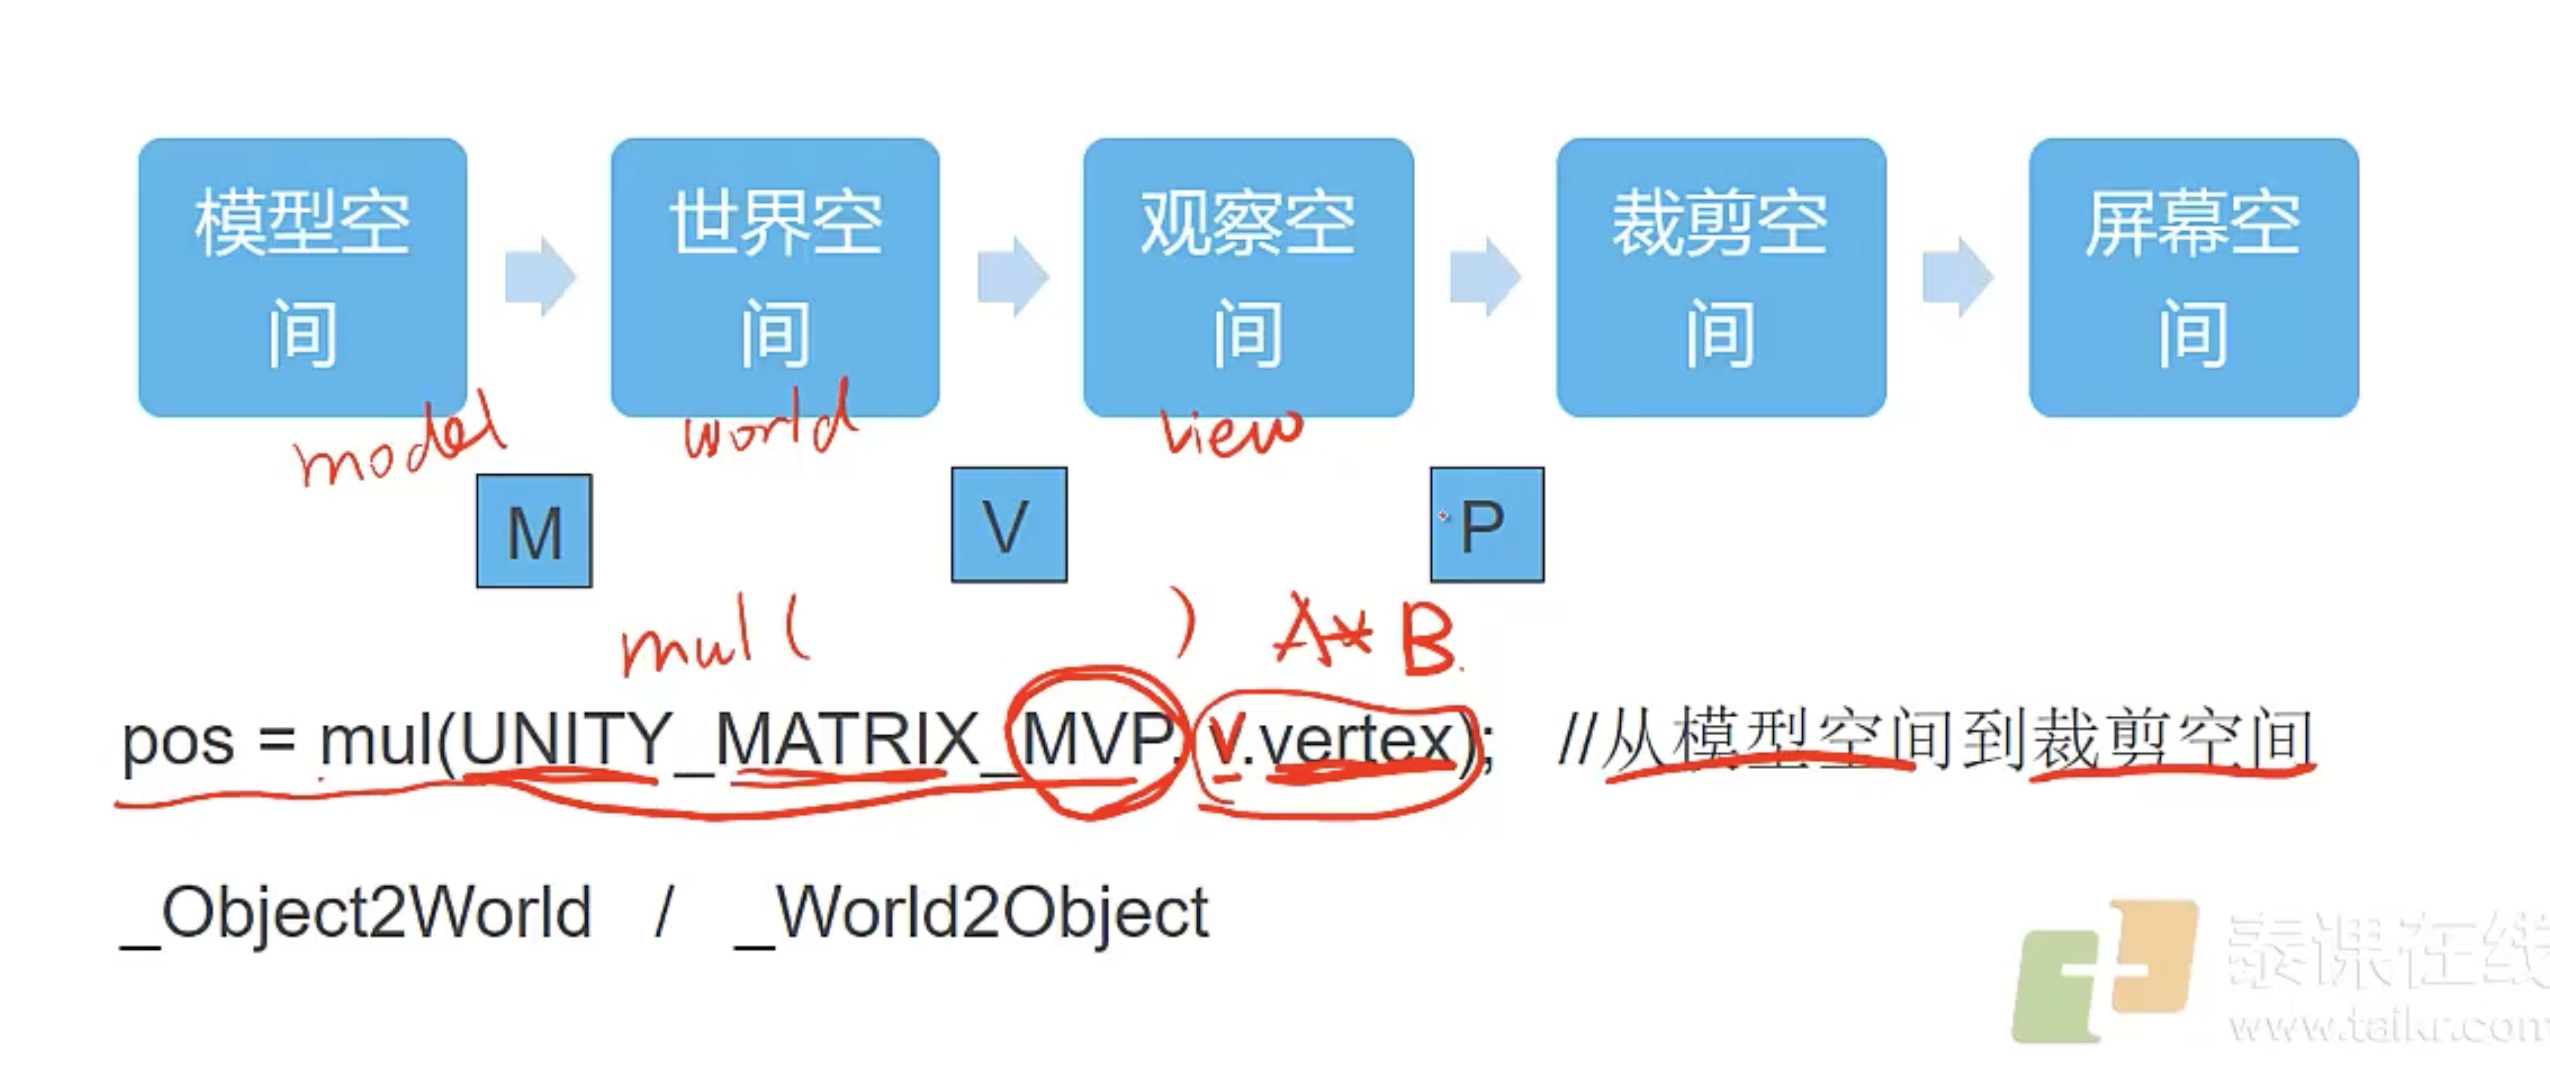 模型空
间
世界空
间
观察空
间
裁剪空
间
屏幕空
间
model
world
view
M
V
P
mul( ) A*B.
pos = mul(UNITY_MATRIX_MVP, v.vertex); //从模型空间到裁剪空间
_Object2World / _World2Object
泰课在线
www.taikr.com